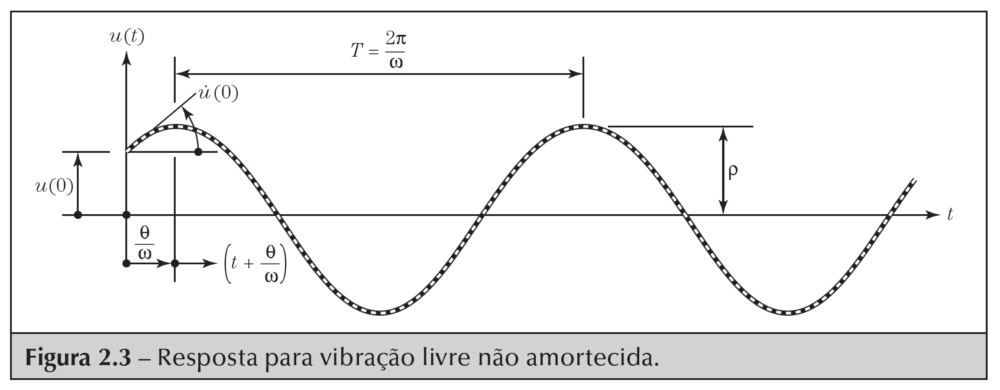 u(t)
T = 2π/ω
u̇(0)
u(0)
ρ
t
θ/ω
(t + θ/ω)
Figura 2.3 – Resposta para vibração livre não amortecida.